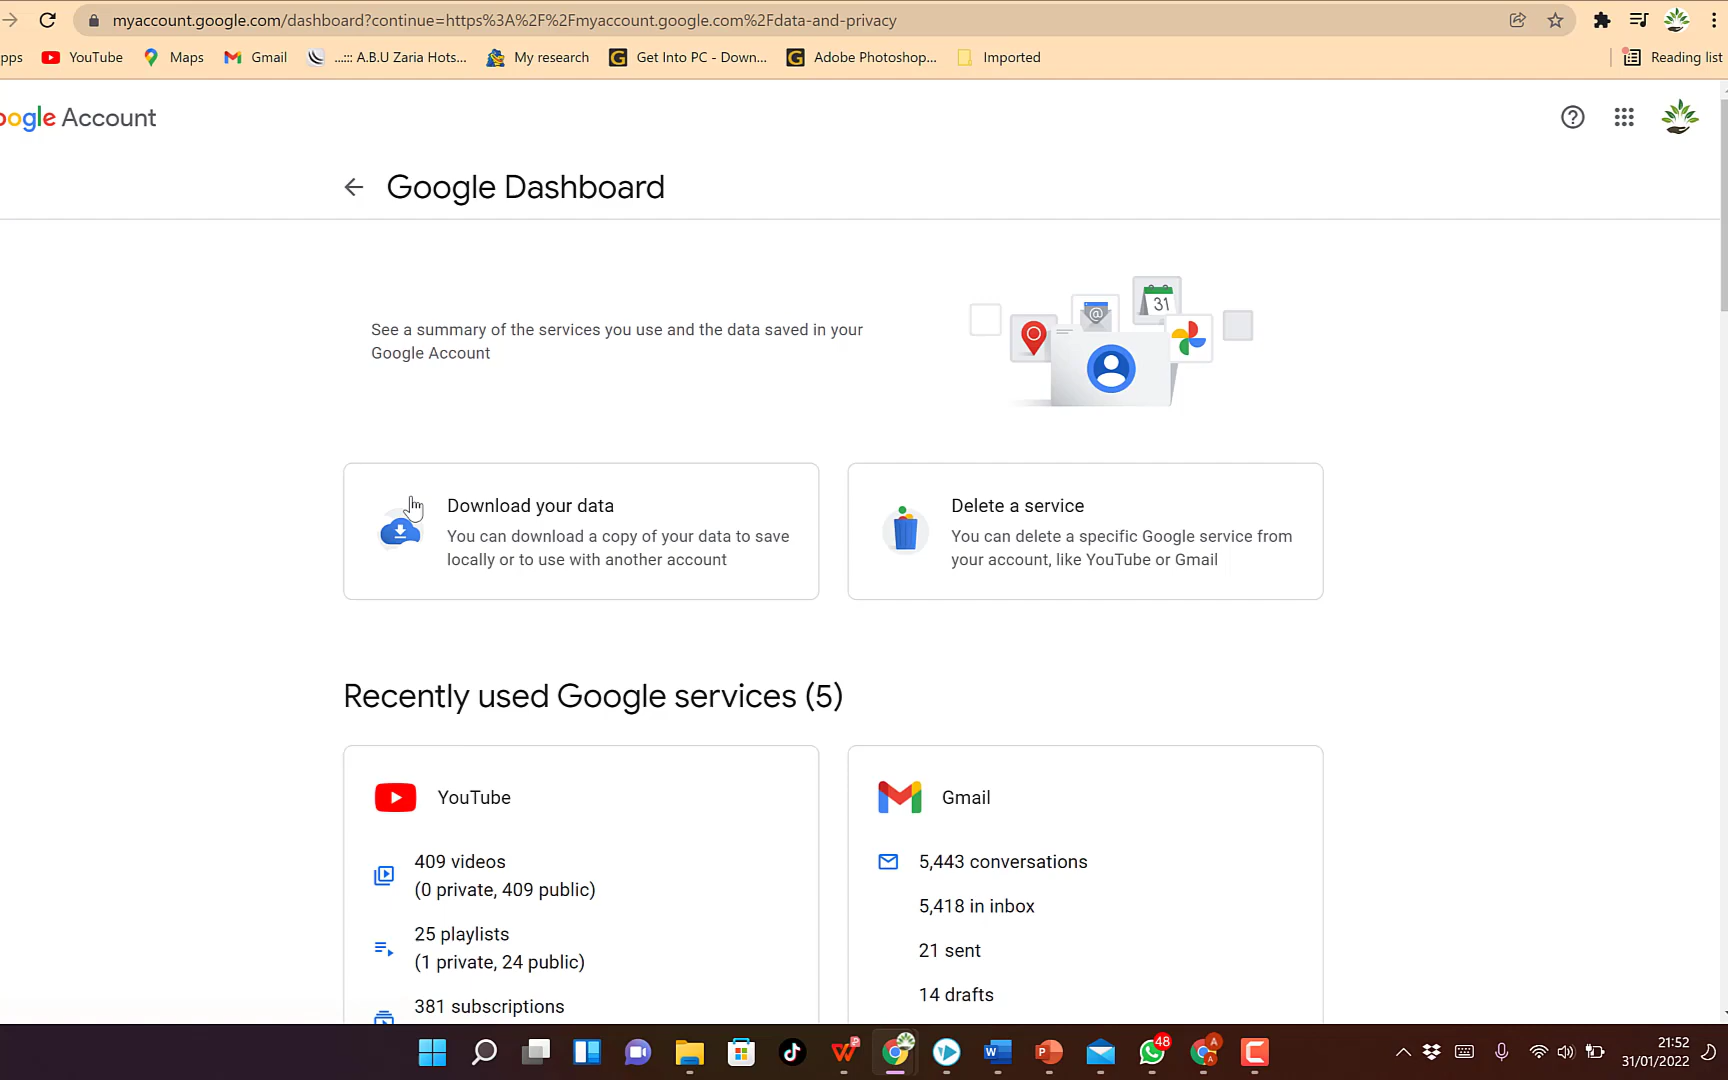 myaccount.google.com/dashboard?continue=https%3A%2F%2Fmyaccount.google.com%2Fdata-and-privacy
pps YouTube Maps Gmail ...::: A.B.U Zaria Hots... My research Get Into PC - Down... Adobe Photoshop... Imported Reading list
oogle Account
Google Dashboard
See a summary of the services you use and the data saved in your
Google Account
31
Download your data
You can download a copy of your data to save
locally or to use with another account
Delete a service
You can delete a specific Google service from
your account, like YouTube or Gmail
Recently used Google services (5)
YouTube
409 videos
(0 private, 409 public)
25 playlists
(1 private, 24 public)
381 subscriptions
Gmail
5,443 conversations
5,418 in inbox
21 sent
14 drafts
48
A
21:52
31/01/2022